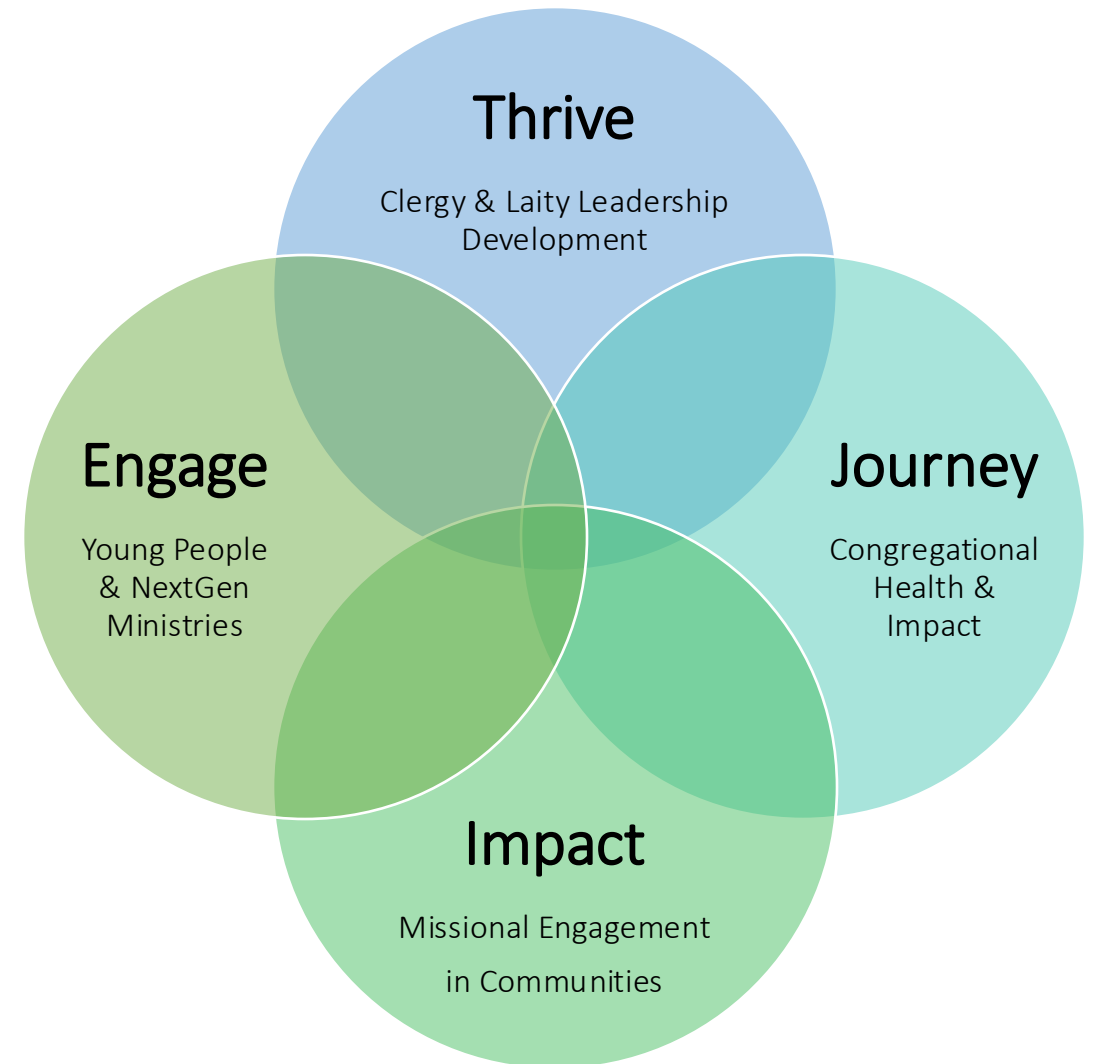 Thrive
Clergy & Laity Leadership
Development
Engage
Young People
& NextGen
Ministries
Journey
Congregational
Health &
Impact
Impact
Missional Engagement
in Communities